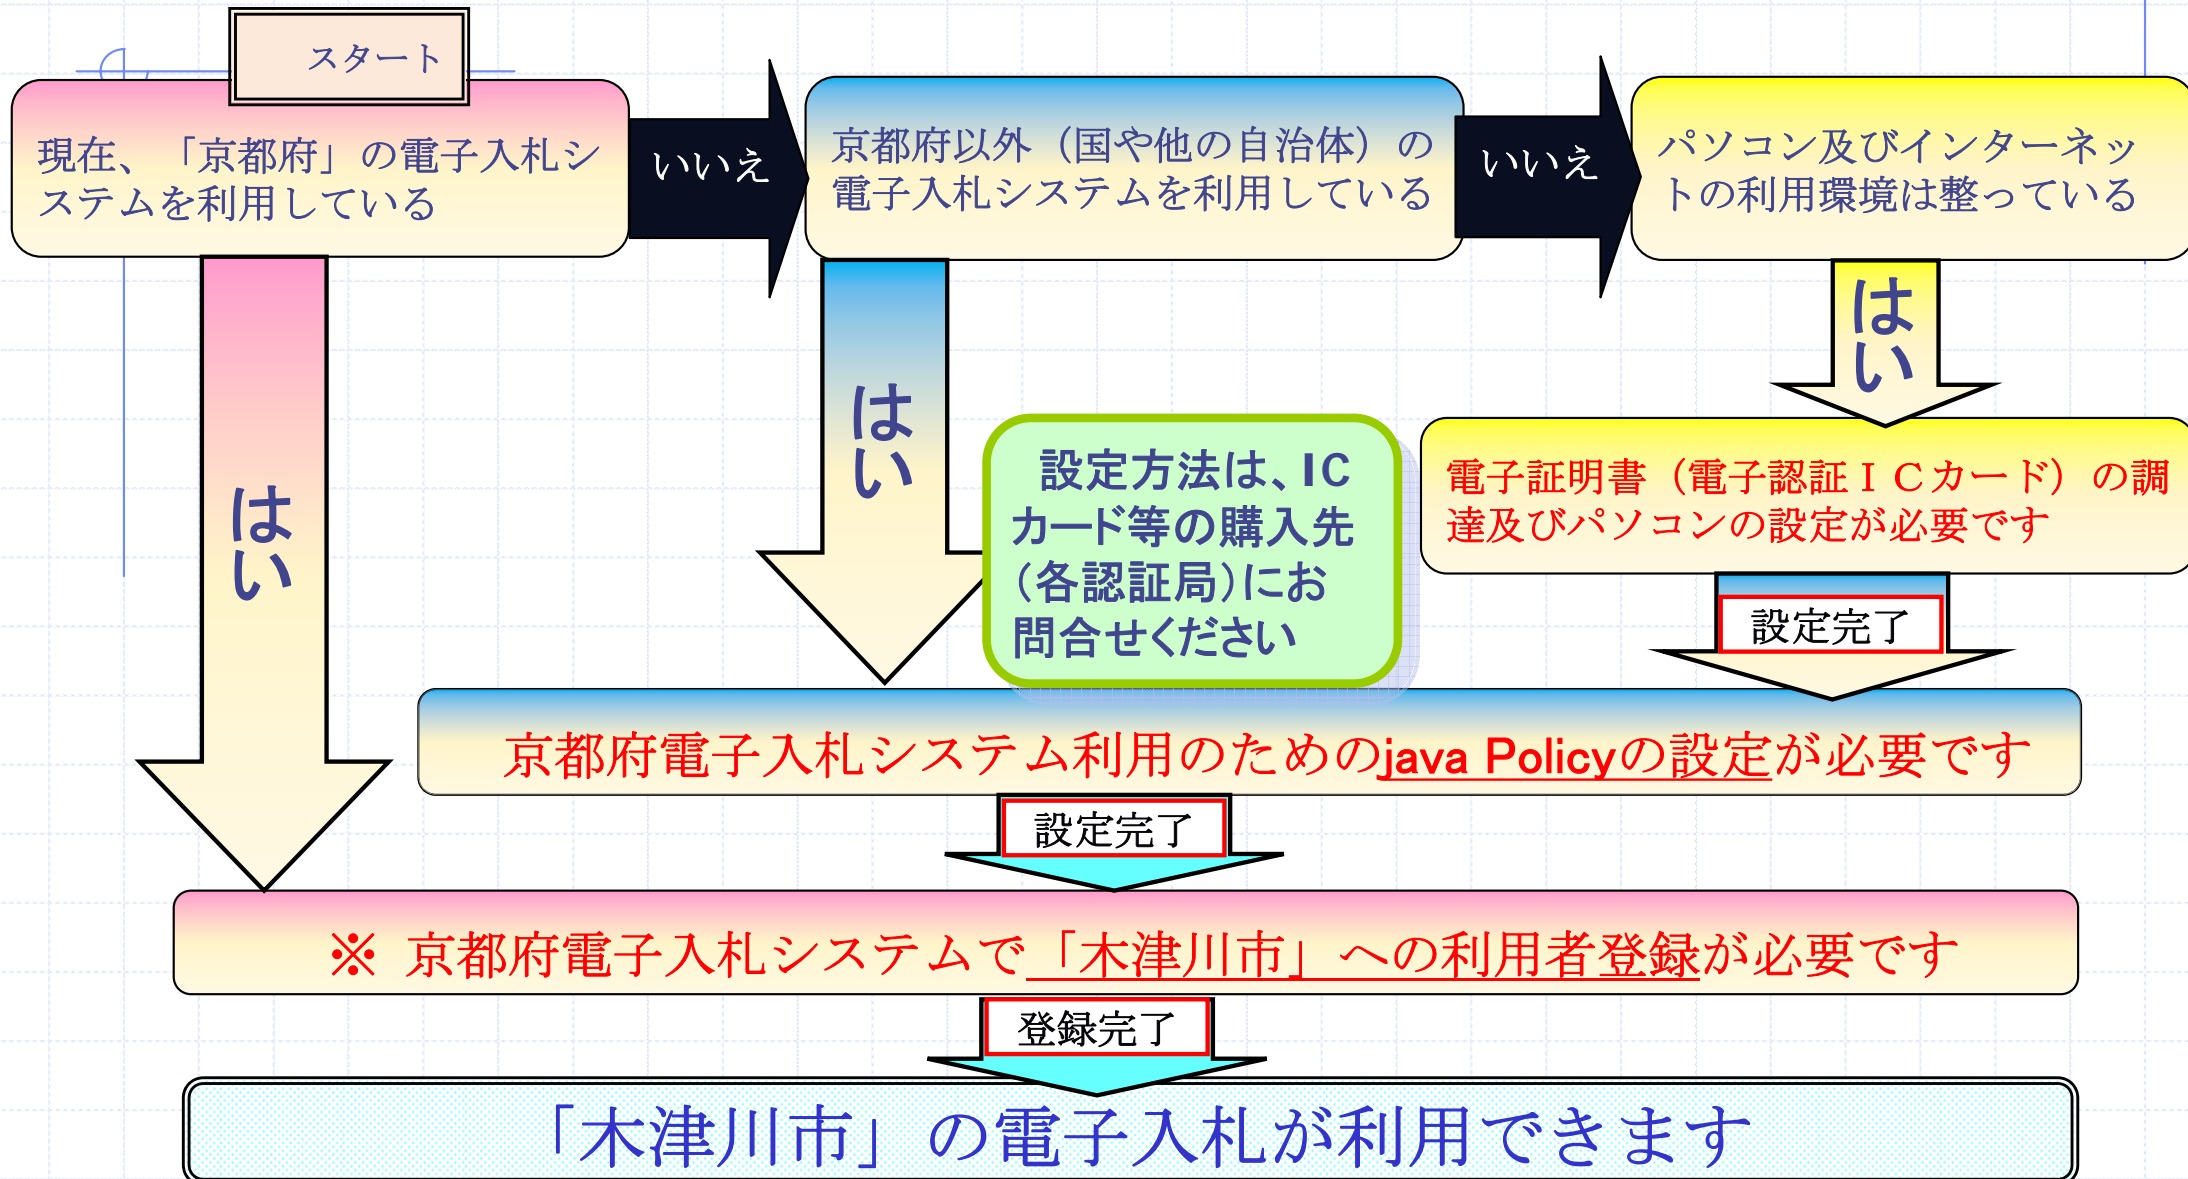 スタート
現在、「京都府」の電子入札シ
ステムを利用している
いいえ
京都府以外（国や他の自治体）の
電子入札システムを利用している
いいえ
パソコン及びインターネッ
トの利用環境は整っている
はい
はい
はい
設定方法は、IC
カード等の購入先
（各認証局）にお
問合せください
電子証明書（電子認証ＩＣカード）の調
達及びパソコンの設定が必要です
設定完了
京都府電子入札システム利用のためのjava Policyの設定が必要です
設定完了
※ 京都府電子入札システムで「木津川市」への利用者登録が必要です
登録完了
「木津川市」の電子入札が利用できます